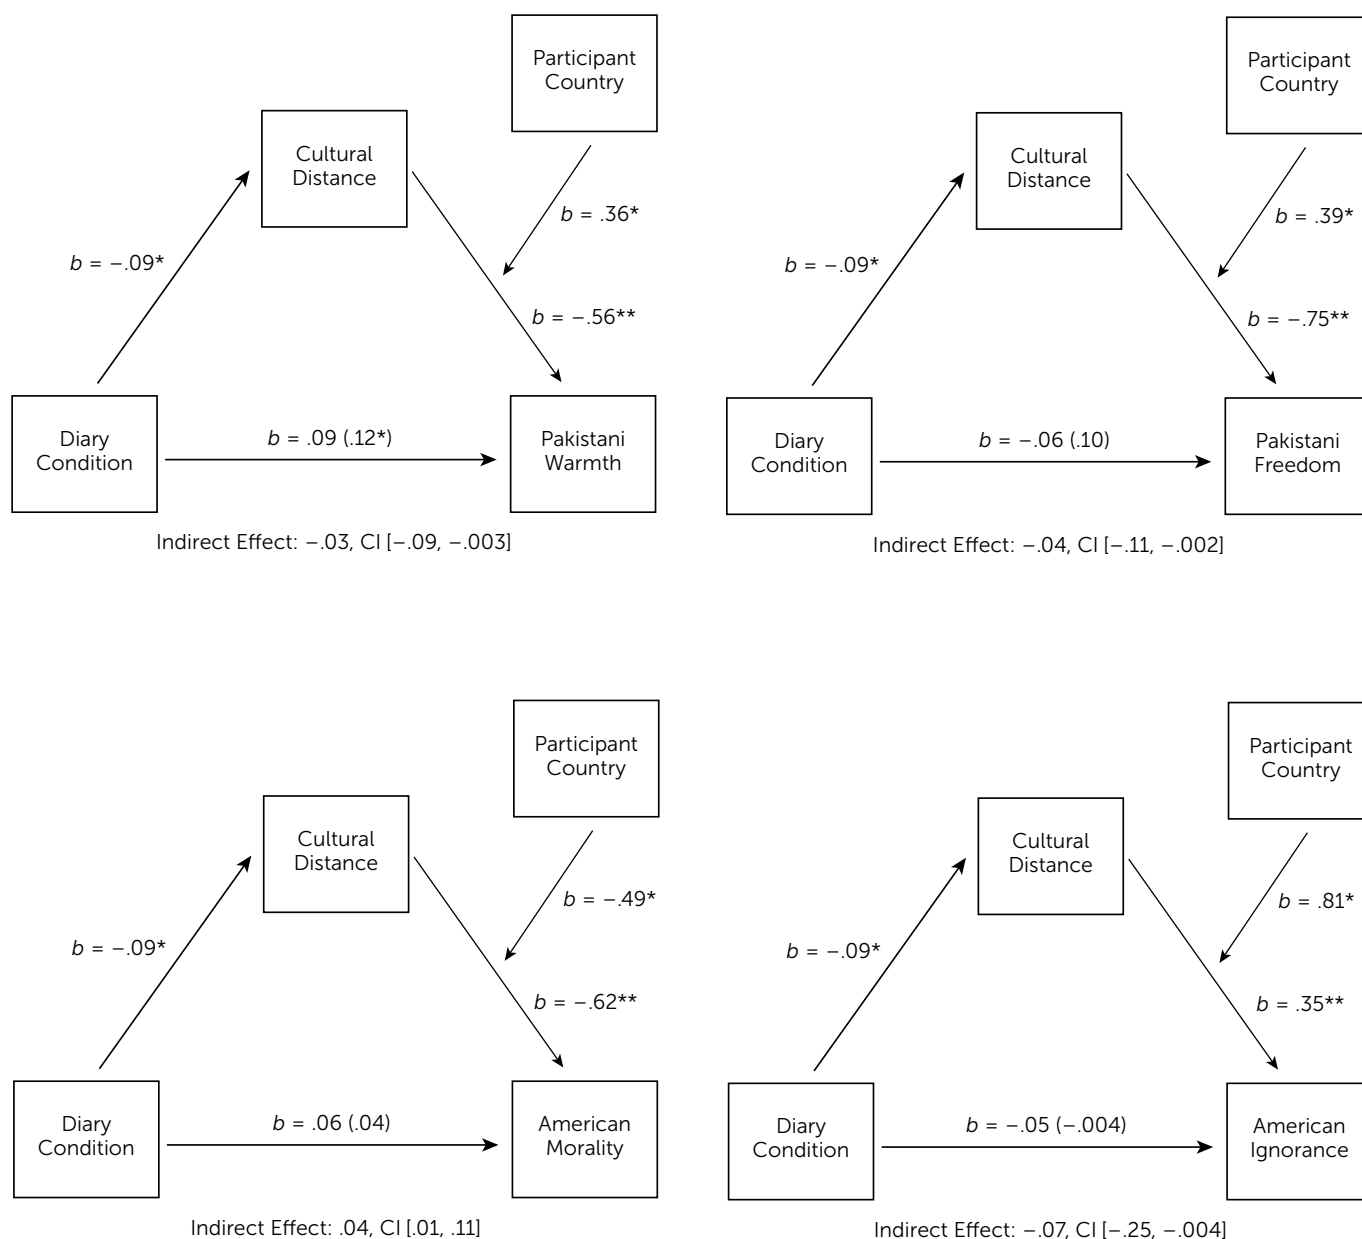 Participant
Country
Cultural
Distance
b = .36*
b = −.09*
b = −.56**
Diary
Condition
b = .09 (.12*)
Pakistani
Warmth
Indirect Effect: −.03, CI [−.09, −.003]
Participant
Country
Cultural
Distance
b = .39*
b = −.09*
b = −.75**
Diary
Condition
b = −.06 (.10)
Pakistani
Freedom
Indirect Effect: −.04, CI [−.11, −.002]
Participant
Country
Cultural
Distance
b = −.49*
b = −.09*
b = −.62**
Diary
Condition
b = .06 (.04)
American
Morality
Indirect Effect: .04, CI [.01, .11]
Participant
Country
Cultural
Distance
b = .81*
b = −.09*
b = .35**
Diary
Condition
b = −.05 (−.004)
American
Ignorance
Indirect Effect: −.07, CI [−.25, −.004]